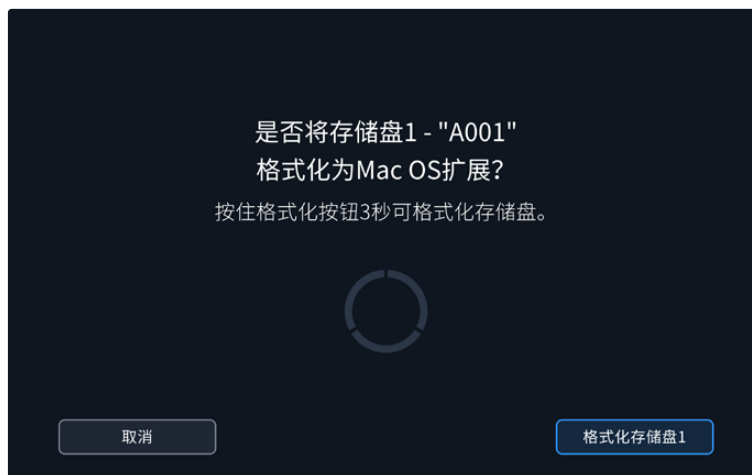 是否将存储盘1 - "A001"
格式化为Mac OS扩展？
按住格式化按钮3秒可格式化存储盘。
取消
格式化存储盘1